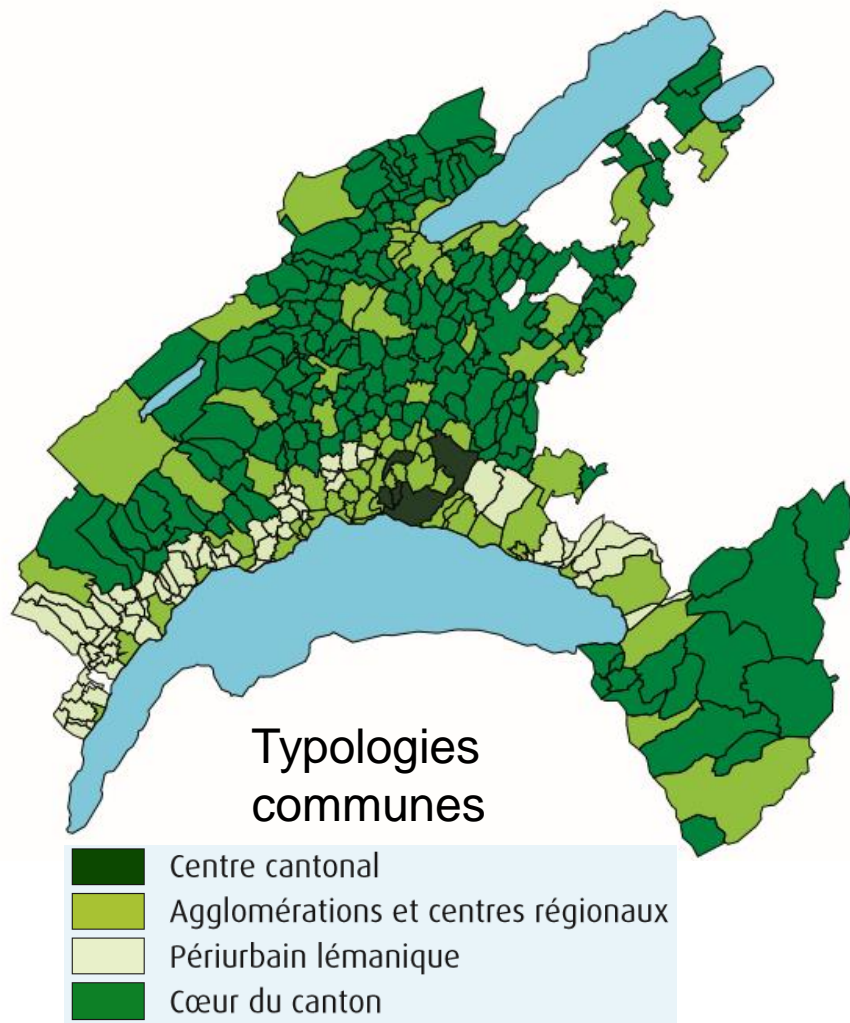 Typologies
communes
Centre cantonal
Agglomérations et centres régionaux
Périurbain lémanique
Cœur du canton